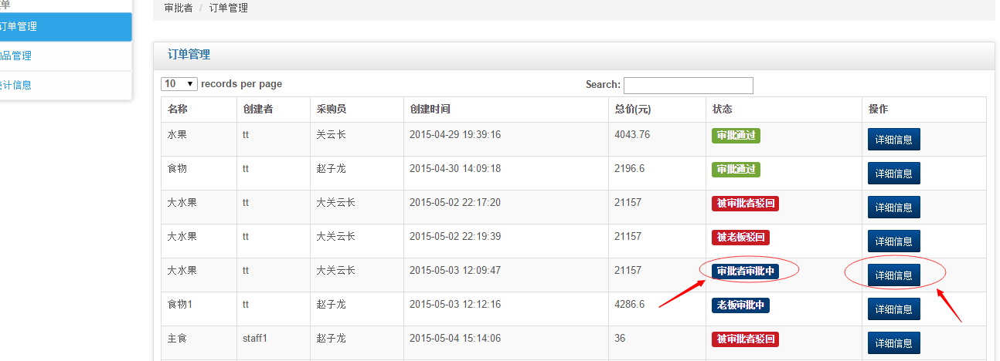 单
审批者 / 订单管理
订单管理
品管理
计信息
订单管理
10 records per page Search:
名称 创建者 采购员 创建时间 总价(元) 状态 操作
水果 tt 关云长 2015-04-29 19:39:16 4043.76 审批通过 详细信息
食物 tt 赵子龙 2015-04-30 14:09:18 2196.6 审批通过 详细信息
大水果 tt 大关云长 2015-05-02 22:17:20 21157 被审批者驳回 详细信息
大水果 tt 大关云长 2015-05-02 22:19:39 21157 被老板驳回 详细信息
大水果 tt 大关云长 2015-05-03 12:09:47 21157 审批者审批中 详细信息
食物1 tt 赵子龙 2015-05-03 12:12:16 4286.6 老板审批中 详细信息
主食 staff1 赵子龙 2015-05-04 15:14:06 36 被审批者驳回 详细信息